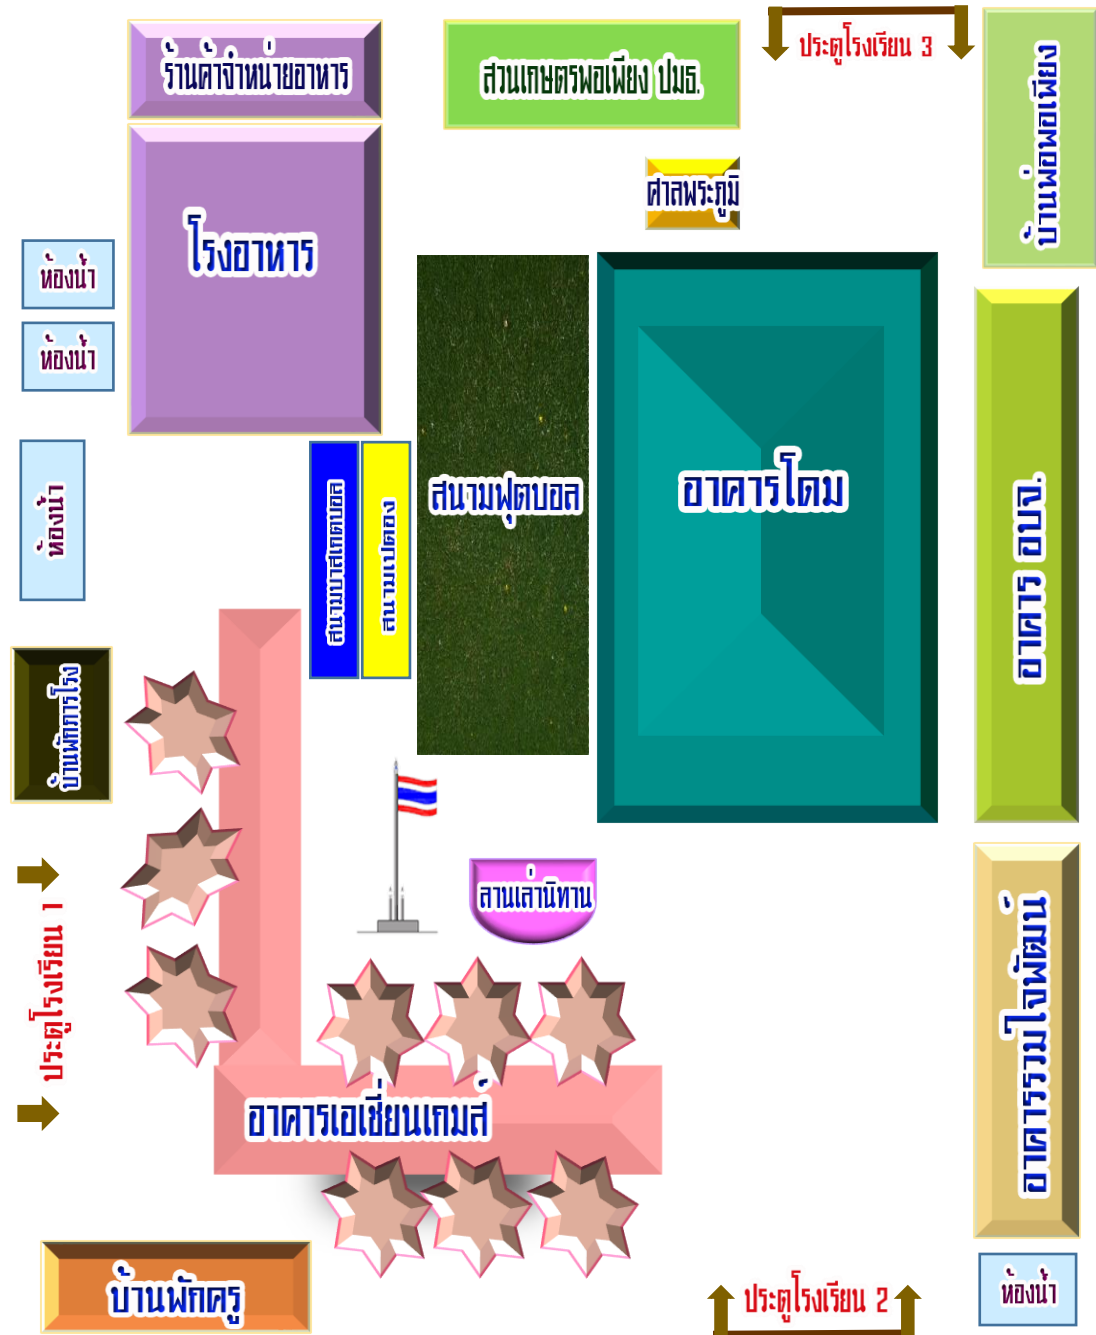 ร้านค้าจำหน่ายอาหาร
สวนเกษตรพอเพียง ปมธ.
ประตูโรงเรียน 3
บ้านพ่อพอเพียง
ศาลพระภูมิ
โรงอาหาร
ห้องน้ำ
ห้องน้ำ
ห้องน้ำ
สนามบาสเกตบอล
สนามเปตอง
สนามฟุตบอล
อาคารโดม
อาคาร อบจ.
บ้านพักภารโรง
ลานเล่านิทาน
ประตูโรงเรียน 1
อาคารรวมใจพัฒน์
อาคารเอเชี่ยนเกมส์
บ้านพักครู
ประตูโรงเรียน 2
ห้องน้ำ